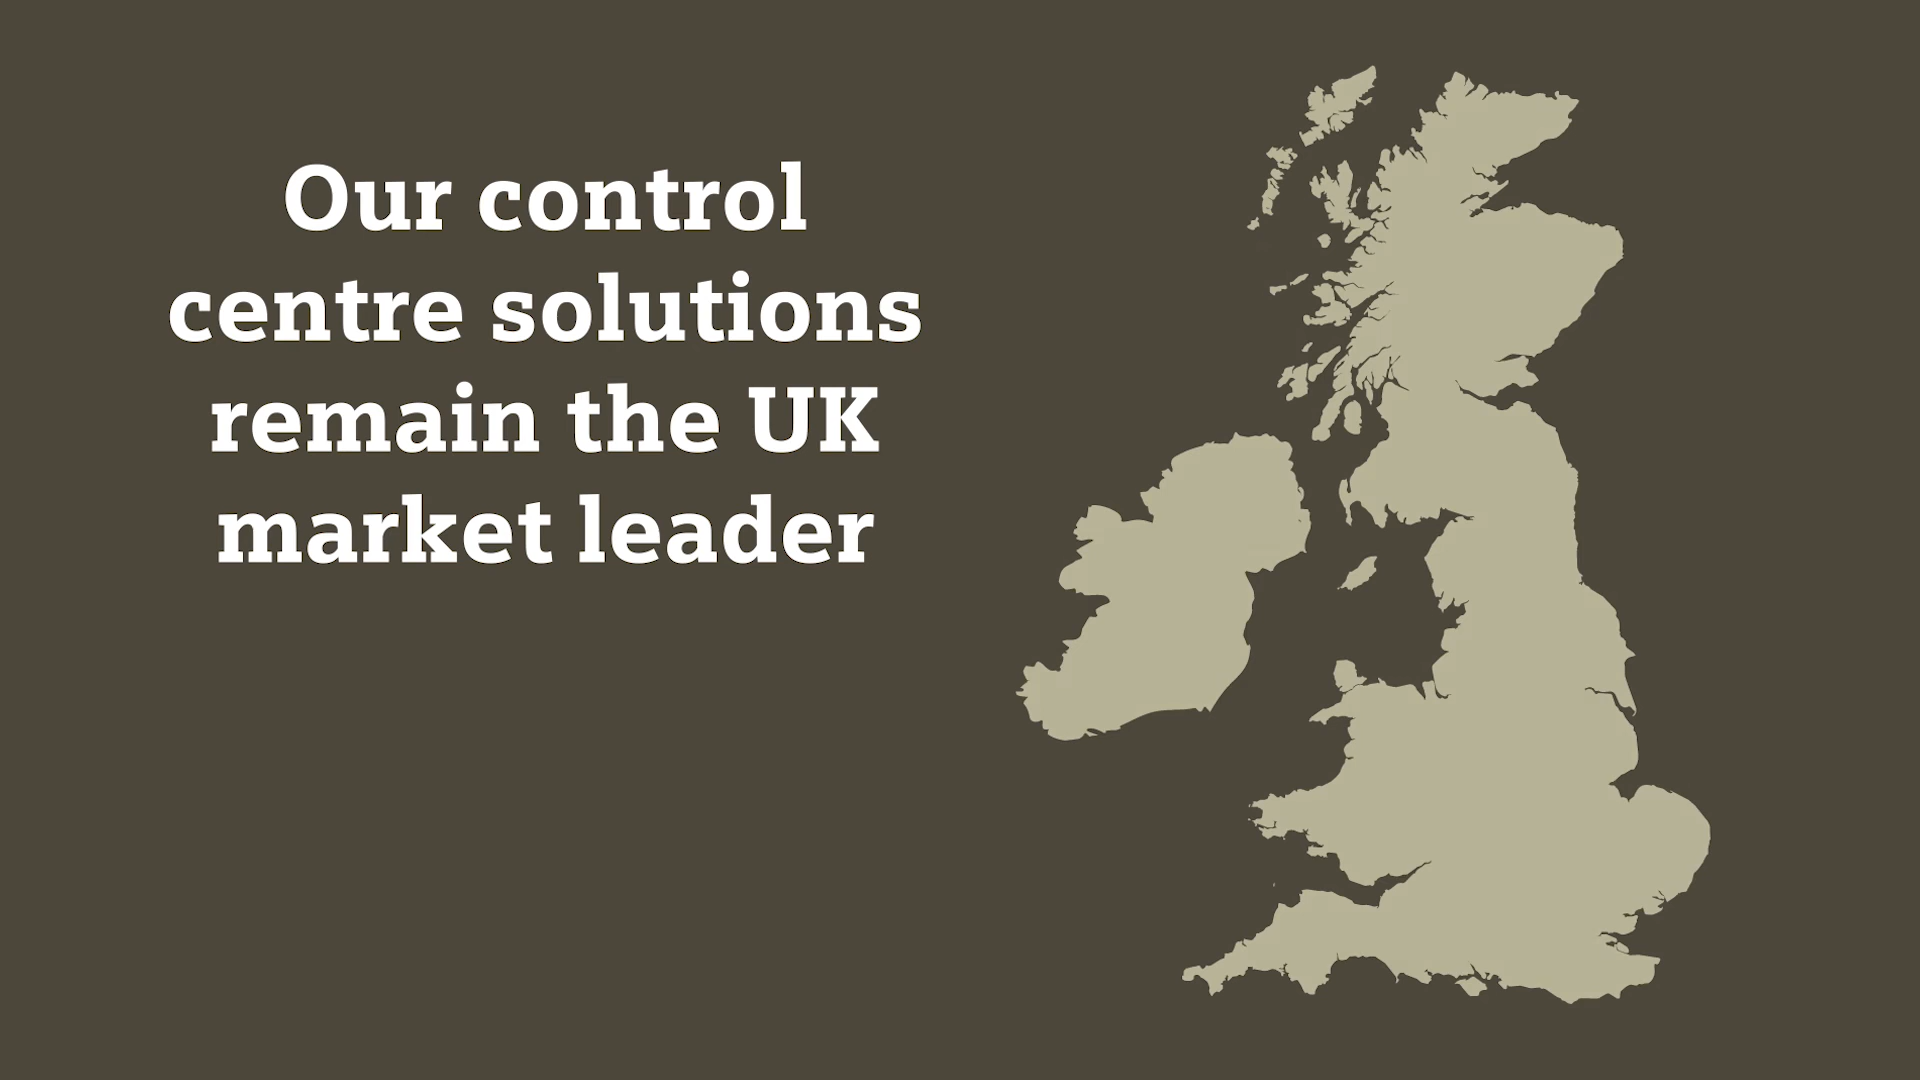 Our control
centre solutions
remain the UK
market leader